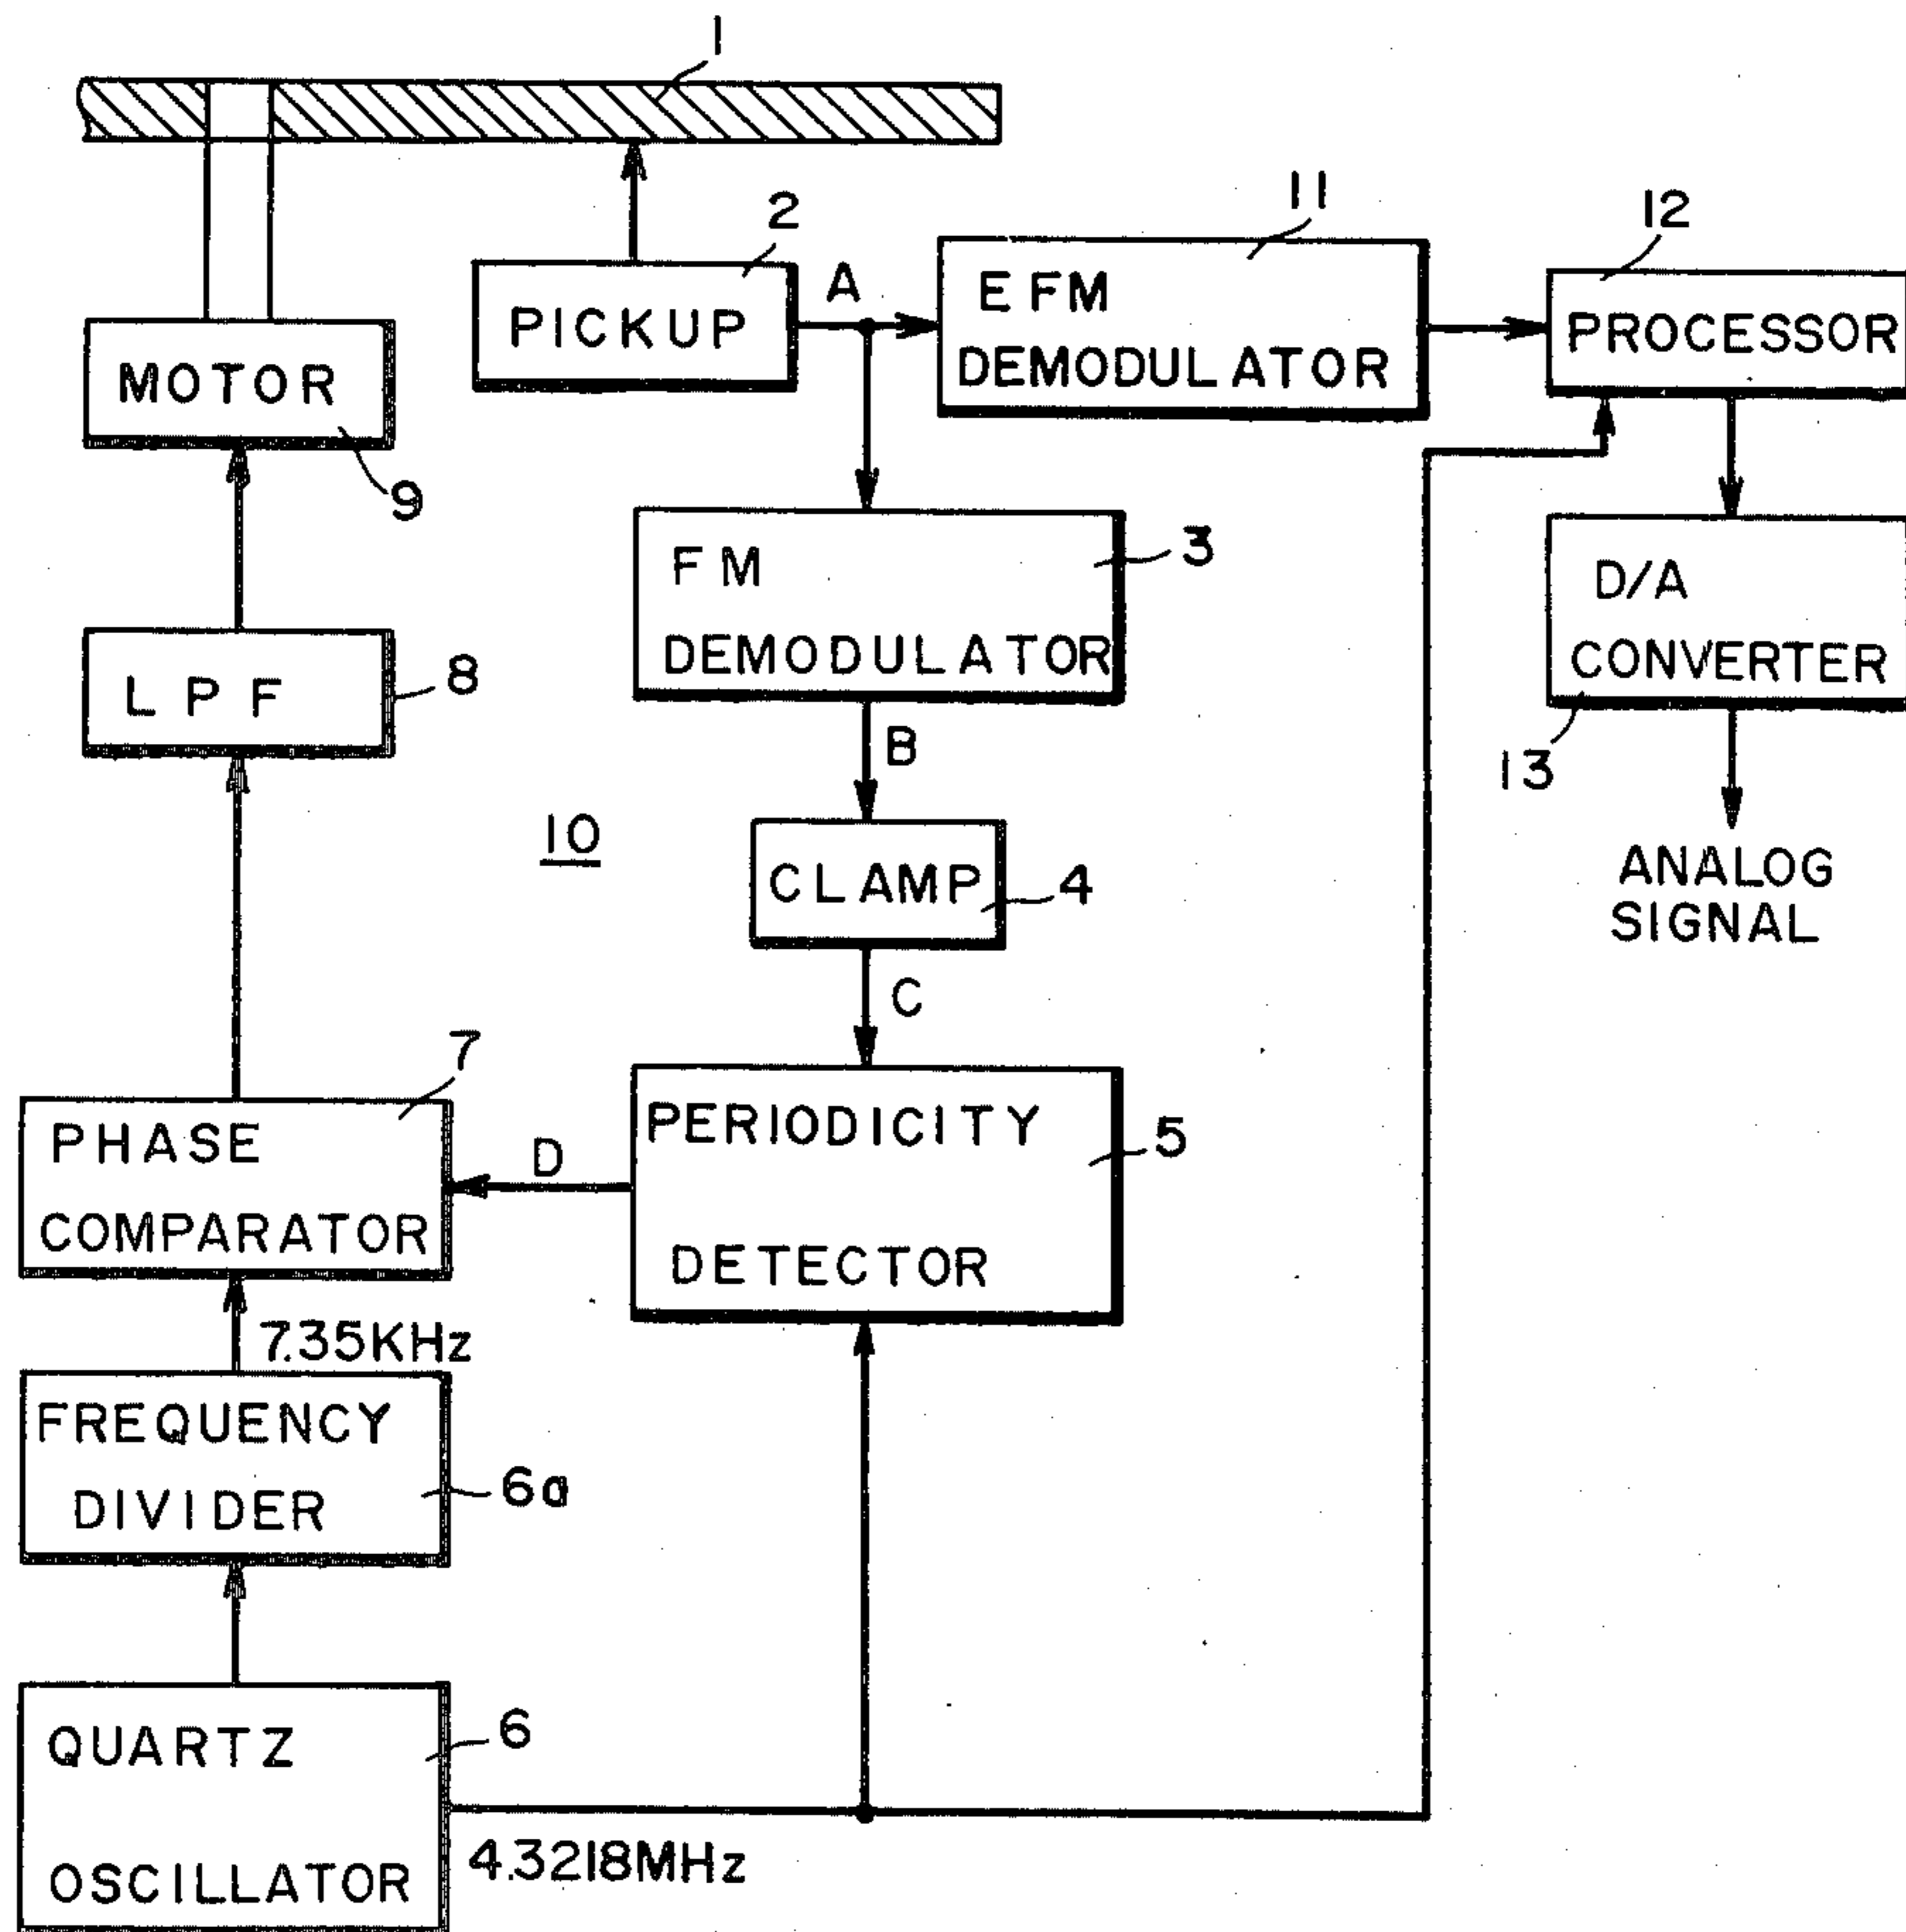 1
2
PICKUP
A
11
EFM
DEMODULATOR
12
PROCESSOR
MOTOR
9
FM
DEMODULATOR
3
D/A
CONVERTER
13
LPF
8
B
10
CLAMP
4
ANALOG
SIGNAL
C
7
PHASE
COMPARATOR
D
PERIODICITY
DETECTOR
5
7.35KHz
FREQUENCY
DIVIDER
6a
QUARTZ
OSCILLATOR
6
4.3218MHz